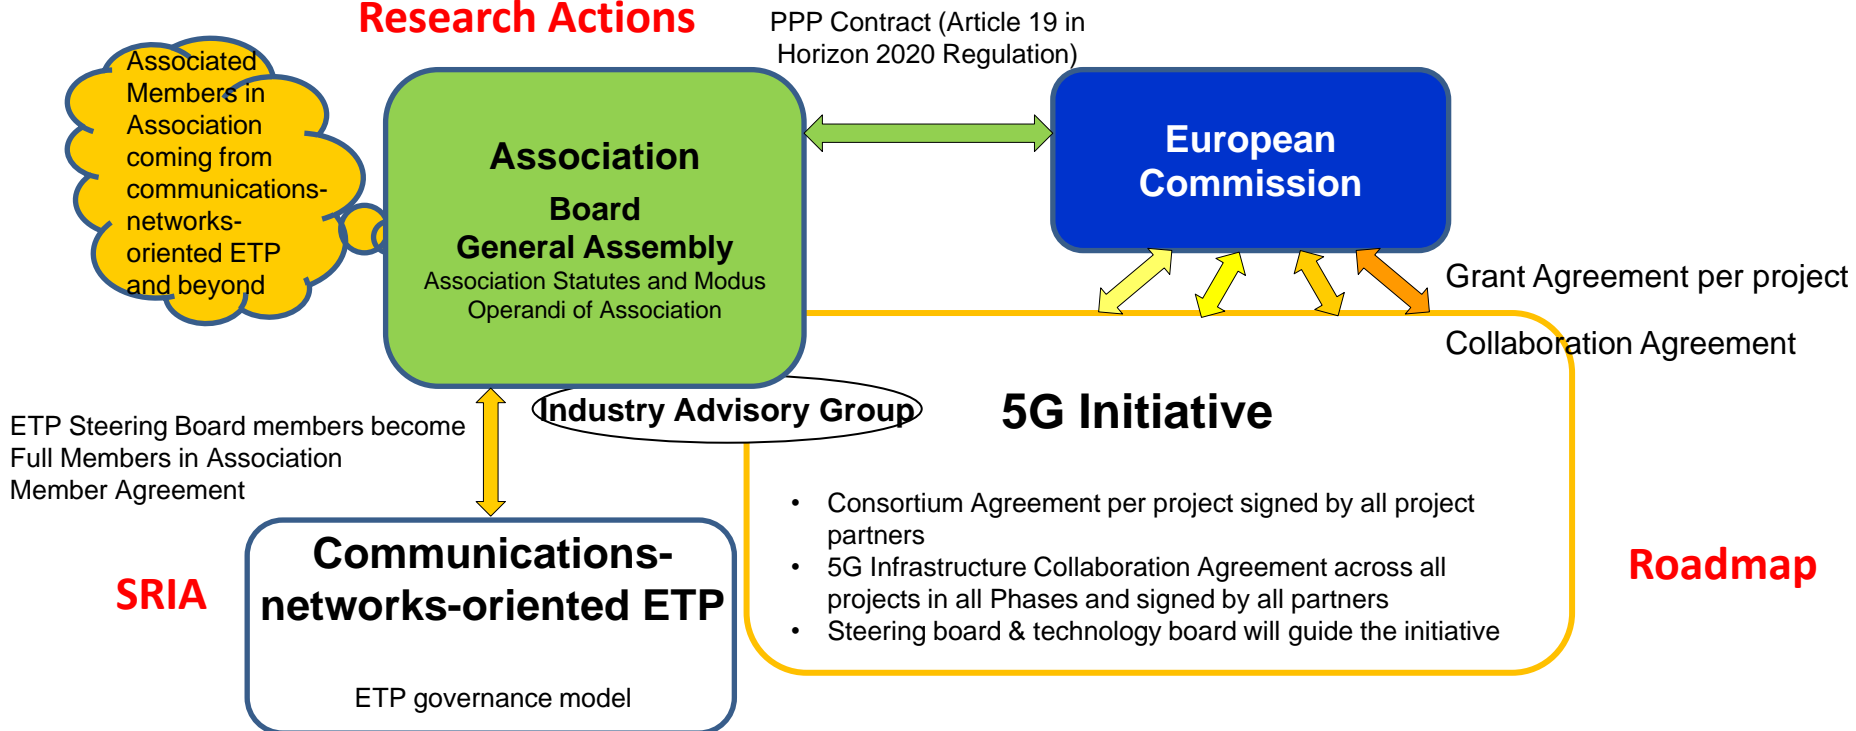 Research Actions
PPP Contract (Article 19 in
Horizon 2020 Regulation)
Associated
Members in
Association
coming from
communications-
networks-
oriented ETP
and beyond
Association
Board
General Assembly
Association Statutes and Modus
Operandi of Association
European
Commission
Grant Agreement per project
Collaboration Agreement
Industry Advisory Group
5G Initiative
ETP Steering Board members become
Full Members in Association
Member Agreement
• Consortium Agreement per project signed by all project
partners
• 5G Infrastructure Collaboration Agreement across all
projects in all Phases and signed by all partners
• Steering board & technology board will guide the initiative
Communications-
networks-oriented ETP
ETP governance model
SRIA
Roadmap